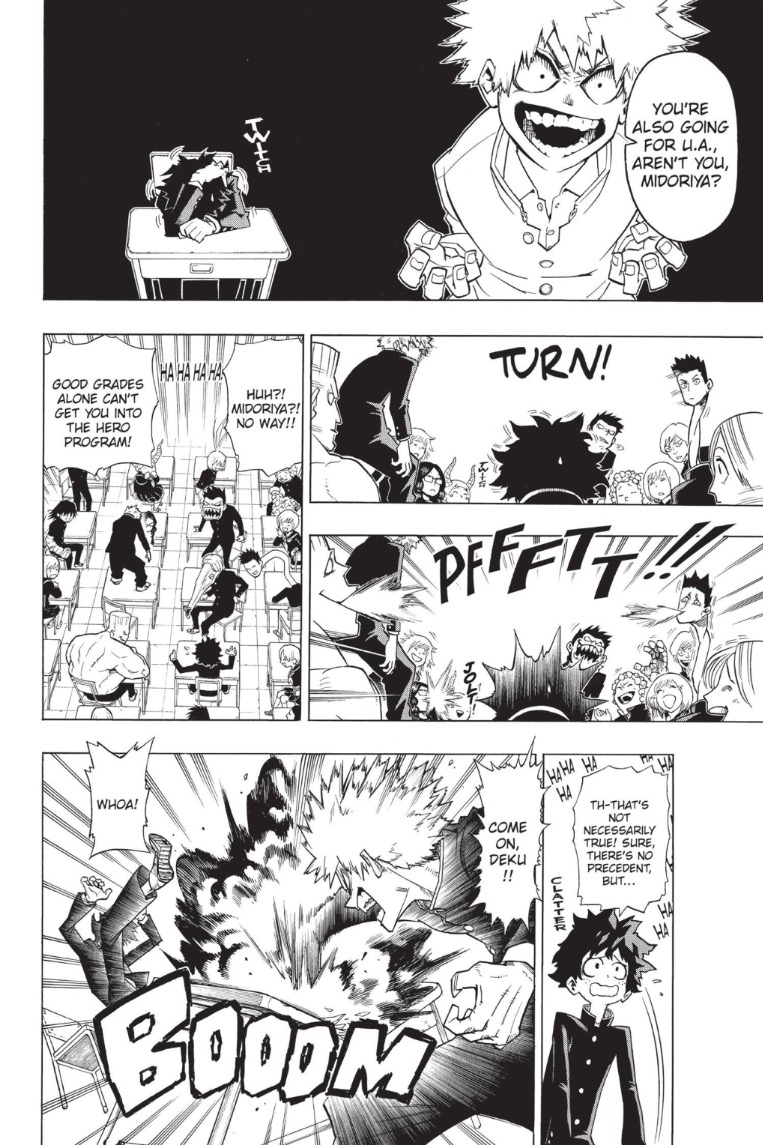 YOU'RE
ALSO GOING
FOR U.A.,
AREN'T YOU,
MIDORIYA?
TWITCH
TURN!
TWITCH
PFFFFTT!!!
JOLT!
HUH?!
MIDORIYA?!
NO WAY!!
HA HA HA HA
GOOD GRADES
ALONE CAN'T
GET YOU INTO
THE HERO
PROGRAM!
HA HA
HA HA HA
HA
TH-THAT'S
NOT
NECESSARILY
TRUE! SURE,
THERE'S NO
PRECEDENT,
BUT...
CLATTER
HA
HA
COME
ON,
DEKU
!!
WHOA!
BOOOM